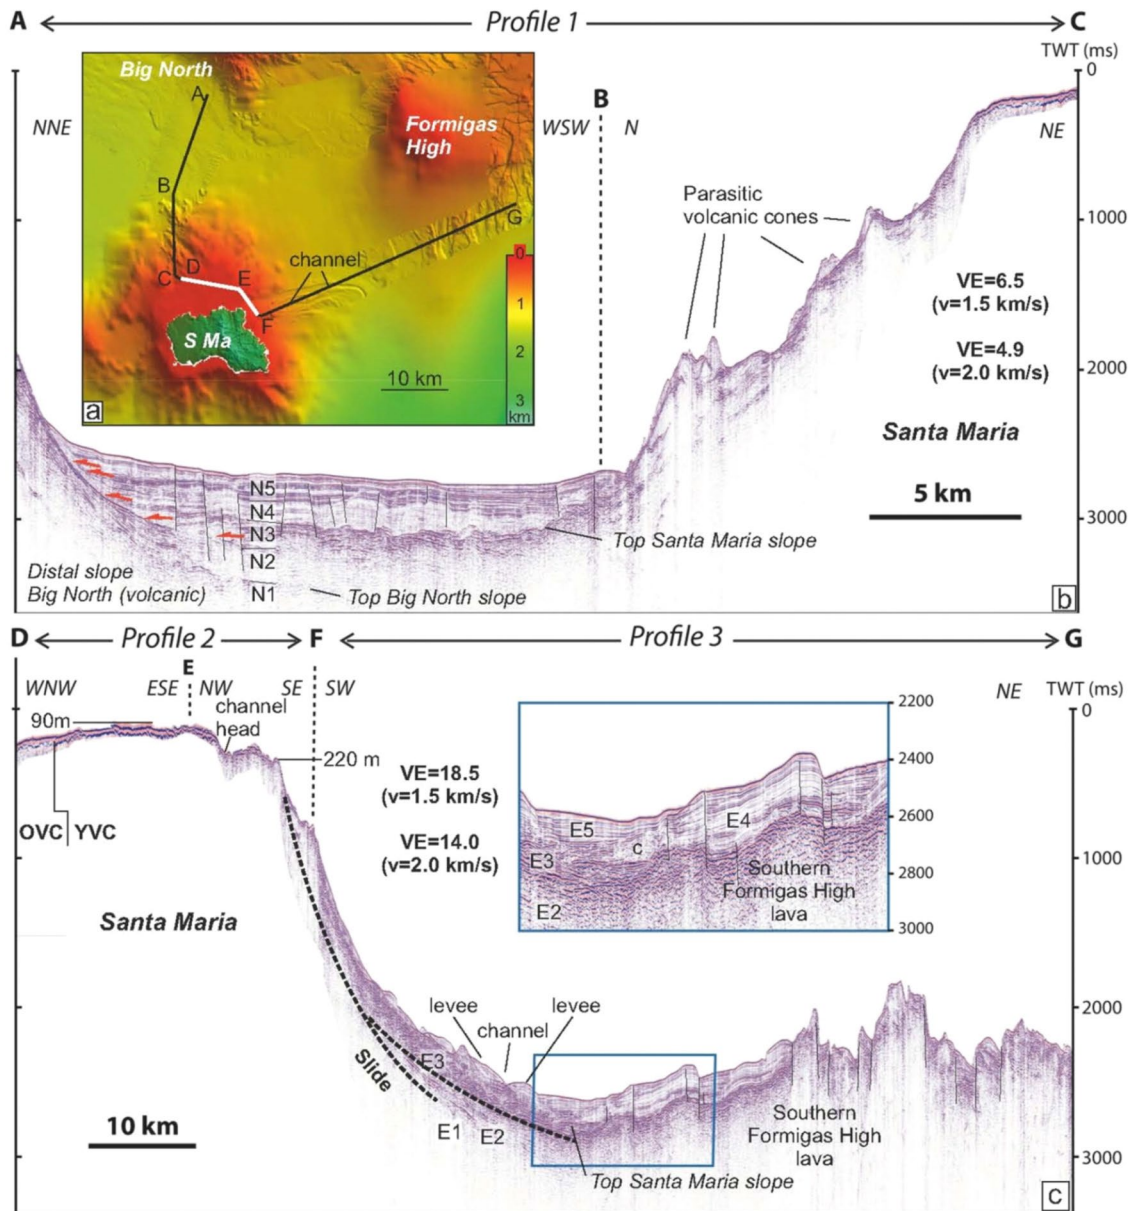 A Profile 1 C
TWT (ms)
0
Big North
A
Formigas
High
B
G
channel
C D E F
S Ma
10 km
0
1
2
3
km
a
NNE
WSW
B
N
NE
Parasitic
volcanic cones
1000
VE=6.5
(v=1.5 km/s)
VE=4.9
(v=2.0 km/s)
2000
Santa Maria
5 km
3000
N5
N4
N3
N2
N1
Top Santa Maria slope
Distal slope
Big North (volcanic)
Top Big North slope
b
D Profile 2 F Profile 3 G
E
WNW ESE NW SE SW NE TWT (ms)
0
channel
head
90m
220 m
OVC YVC
VE=18.5
(v=1.5 km/s)
VE=14.0
(v=2.0 km/s)
2200
2400
2600
2800
3000
E5
E4
c
E3
E2
Southern
Formigas High
lava
1000
Santa Maria
2000
levee
channel
levee
Slide
E3
E1
E2
10 km
Southern
Formigas High
lava
3000
Top Santa Maria slope
c